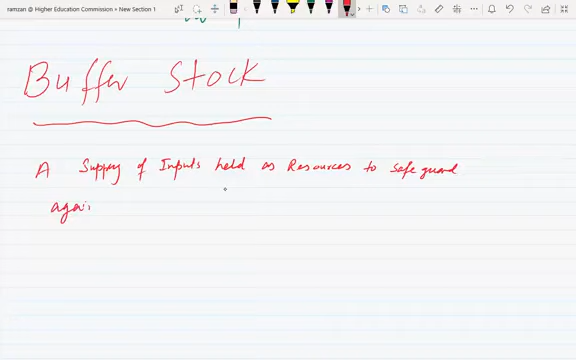 ramzan @ Higher Education Commission » New Section 1
Buffer Stock
A Supply of Inputs held as Resources to safe guard
agai